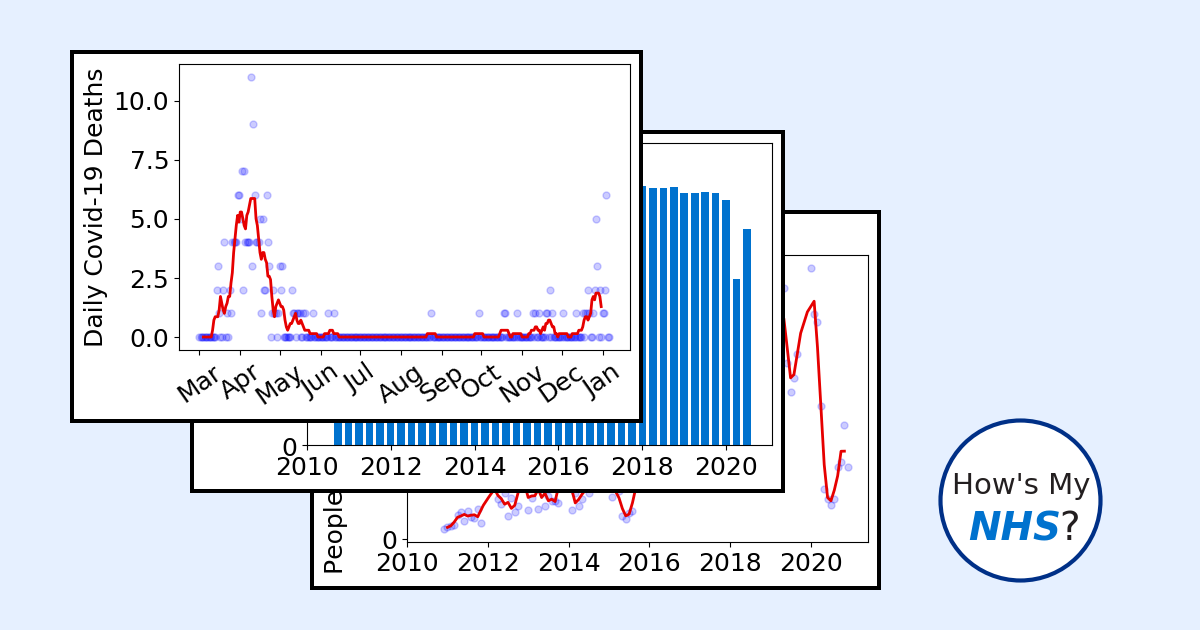 Daily Covid-19 Deaths
10.0
7.5
5.0
2.5
0.0
Mar Apr May Jun Jul Aug Sep Oct Nov Dec Jan
0
2010 2012 2014 2016 2018 2020
People
0
2010 2012 2014 2016 2018 2020
How's My
NHS?